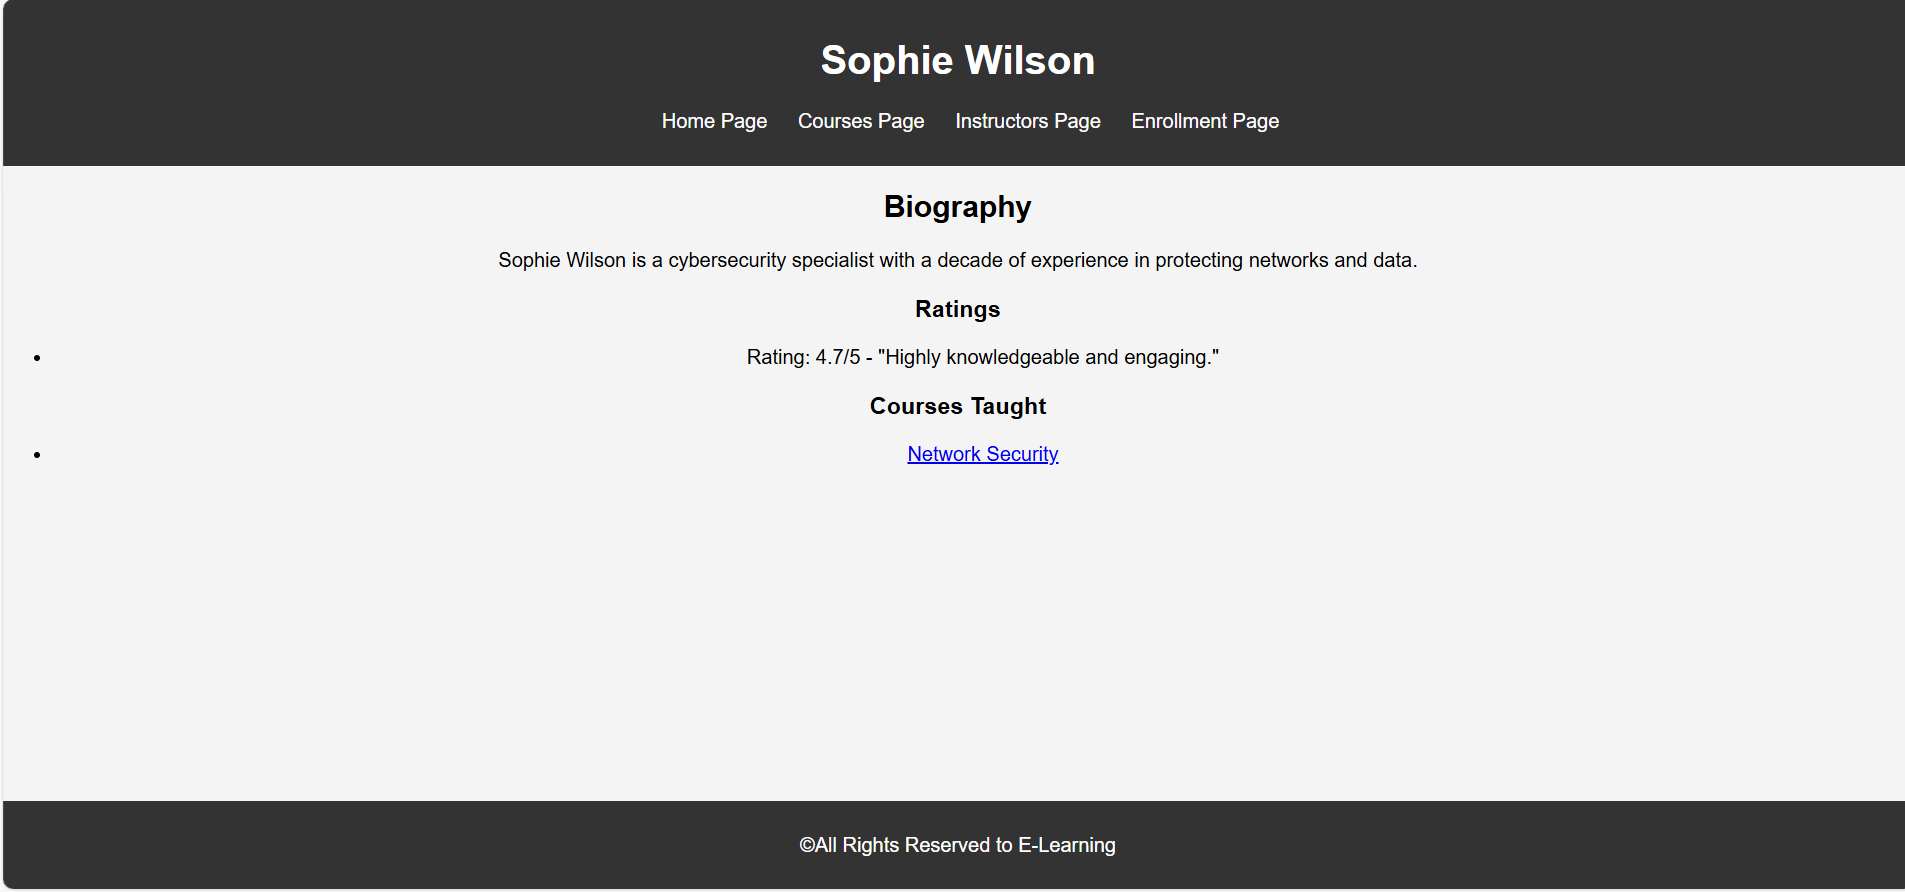 Sophie Wilson
Home Page Courses Page Instructors Page Enrollment Page
Biography
Sophie Wilson is a cybersecurity specialist with a decade of experience in protecting networks and data.
Ratings
• Rating: 4.7/5 - "Highly knowledgeable and engaging."
Courses Taught
• Network Security
©All Rights Reserved to E-Learning